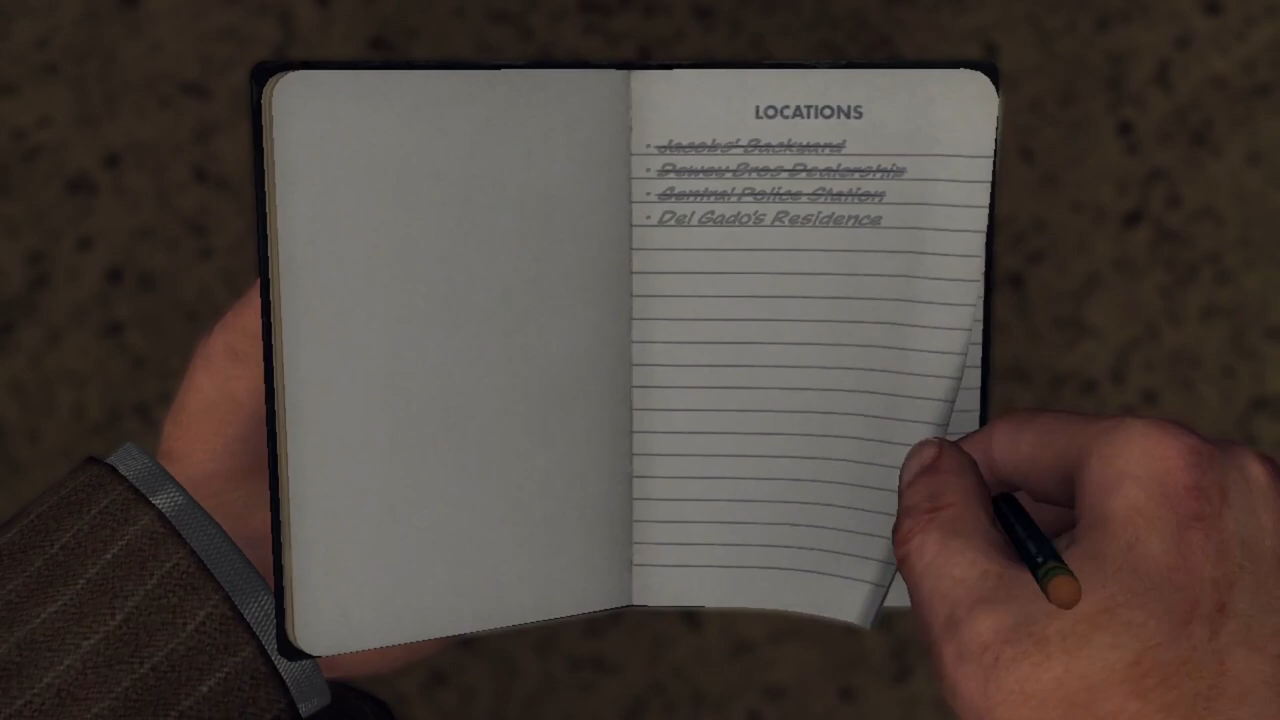 LOCATIONS
· Jacobs' Backyard
· Dewey Bros Dealership
· Central Police Station
· Del Gado's Residence